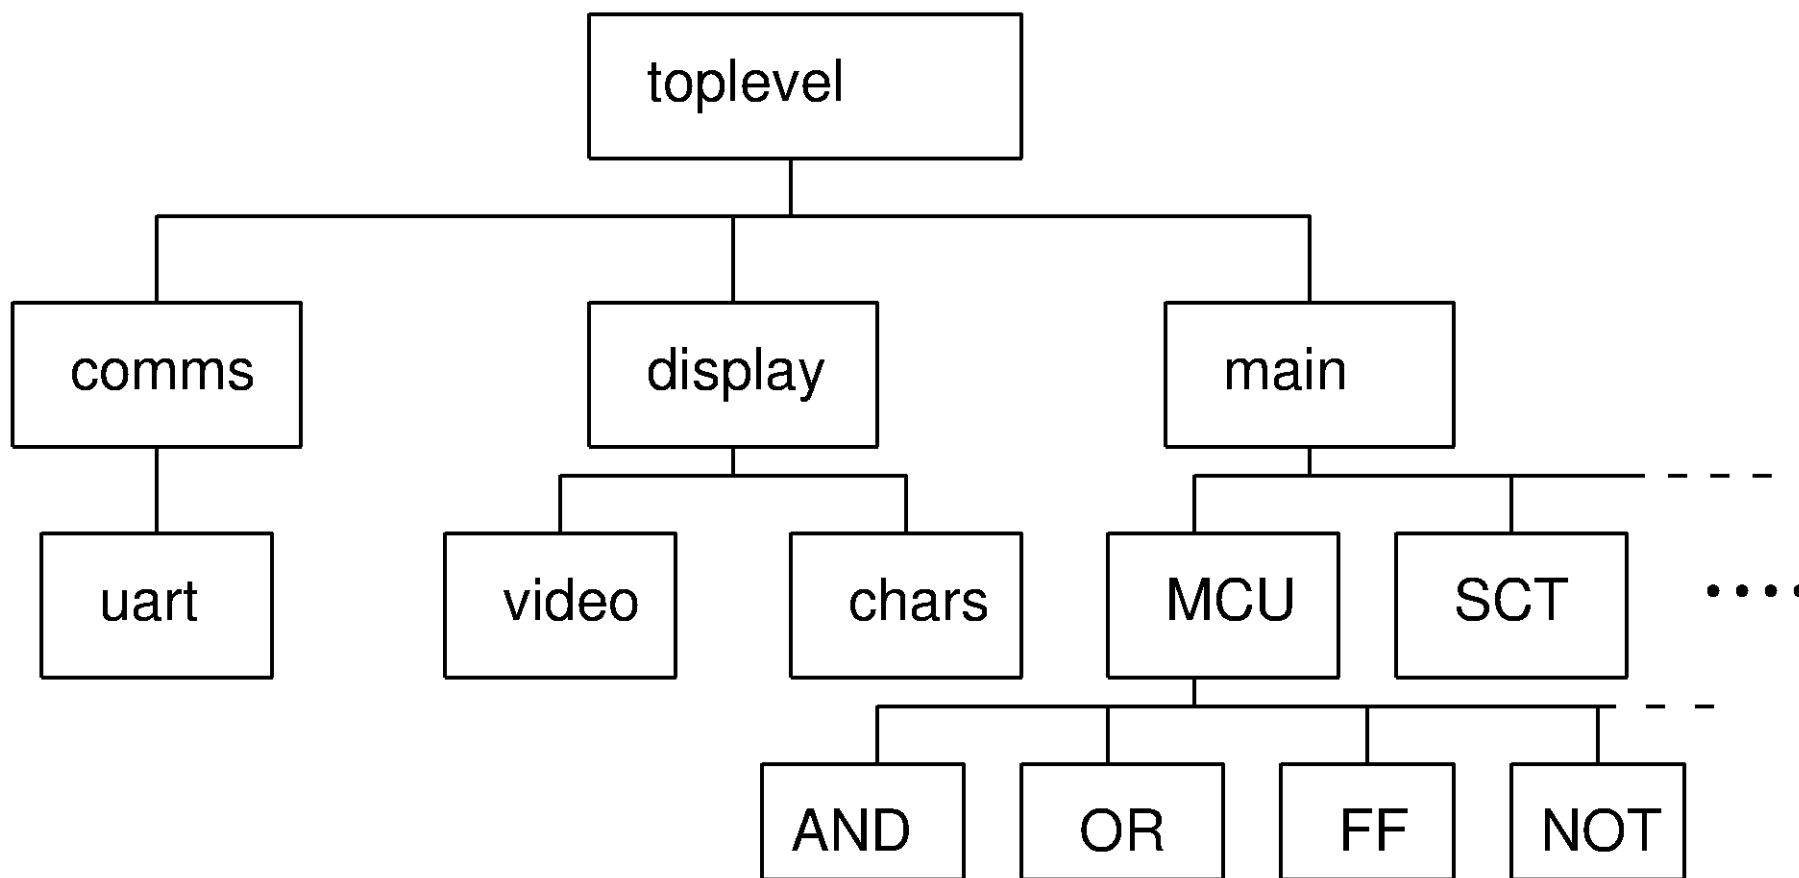 toplevel
comms
display
main
uart
video
chars
MCU
SCT
....
AND
OR
FF
NOT